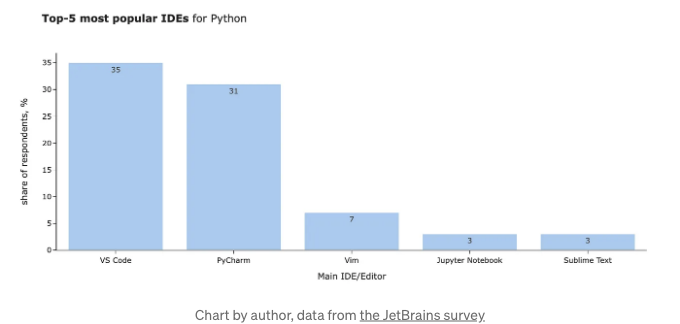 Top-5 most popular IDEs for Python
share of respondents, %
35
30
25
20
15
10
5
0
35
31
7
3
3
VS Code
PyCharm
Vim
Jupyter Notebook
Sublime Text
Main IDE/Editor
Chart by author, data from the JetBrains survey